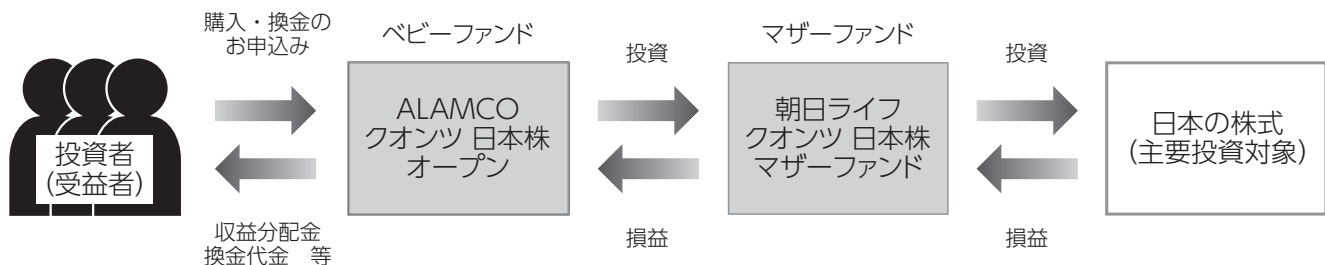 購入・換金の
お申込み
ベビーファンド
投資
マザーファンド
投資
投資者
(受益者)
ALAMCO
クオンツ 日本株
オープン
朝日ライフ
クオンツ 日本株
マザーファンド
日本の株式
(主要投資対象)
収益分配金
換金代金　等
損益
損益